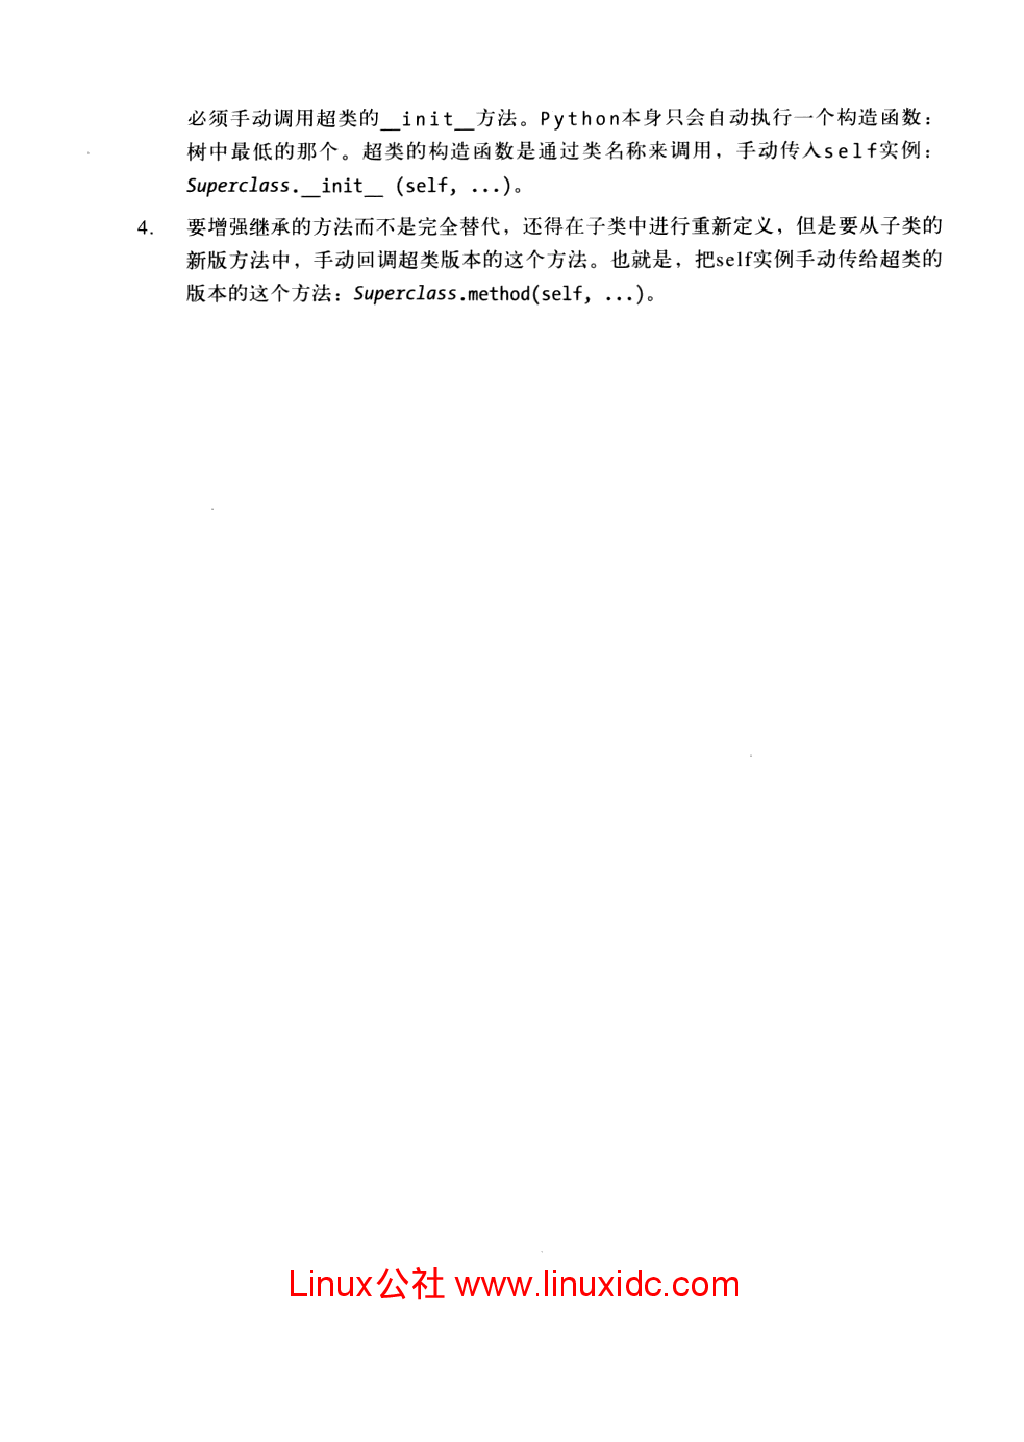 必须手动调用超类的__init__方法。Python本身只会自动执行一个构造函数：
树中最低的那个。超类的构造函数是通过类名称来调用，手动传入self实例：
Superclass.__init__ (self, ...)。
4. 要增强继承的方法而不是完全替代，还得在子类中进行重新定义，但是要从子类的
新版方法中，手动回调超类版本的这个方法。也就是，把self实例手动传给超类的
版本的这个方法：Superclass.method(self, ...)。
Linux公社 www.linuxidc.com